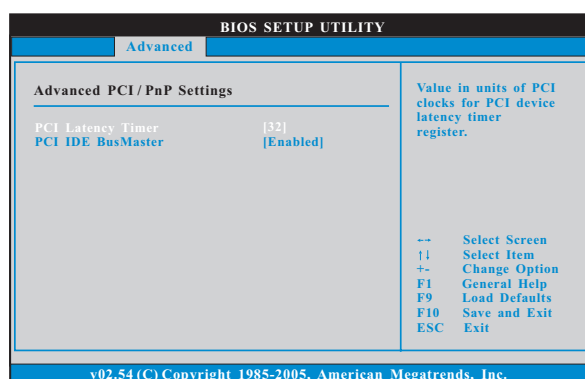 BIOS SETUP UTILITY
Advanced
Advanced PCI / PnP Settings
PCI Latency Timer [32]
PCI IDE BusMaster [Enabled]
Value in units of PCI
clocks for PCI device
latency timer
register.
←→ Select Screen
↑↓ Select Item
+- Change Option
F1 General Help
F9 Load Defaults
F10 Save and Exit
ESC Exit
v02.54 (C) Copyright 1985-2005, American Megatrends, Inc.